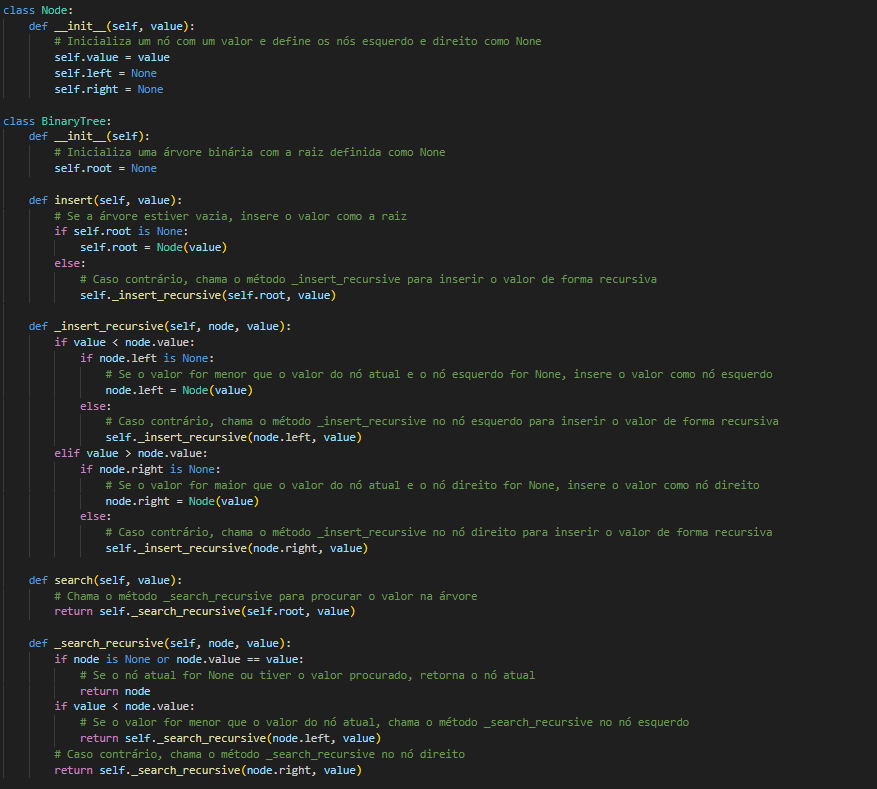 class Node:
    def __init__(self, value):
        # Inicializa um nó com um valor e define os nós esquerdo e direito como None
        self.value = value
        self.left = None
        self.right = None

class BinaryTree:
    def __init__(self):
        # Inicializa uma árvore binária com a raiz definida como None
        self.root = None

    def insert(self, value):
        # Se a árvore estiver vazia, insere o valor como a raiz
        if self.root is None:
            self.root = Node(value)
        else:
            # Caso contrário, chama o método _insert_recursive para inserir o valor de forma recursiva
            self._insert_recursive(self.root, value)

    def _insert_recursive(self, node, value):
        if value < node.value:
            if node.left is None:
                # Se o valor for menor que o valor do nó atual e o nó esquerdo for None, insere o valor como nó esquerdo
                node.left = Node(value)
            else:
                # Caso contrário, chama o método _insert_recursive no nó esquerdo para inserir o valor de forma recursiva
                self._insert_recursive(node.left, value)
        elif value > node.value:
            if node.right is None:
                # Se o valor for maior que o valor do nó atual e o nó direito for None, insere o valor como nó direito
                node.right = Node(value)
            else:
                # Caso contrário, chama o método _insert_recursive no nó direito para inserir o valor de forma recursiva
                self._insert_recursive(node.right, value)

    def search(self, value):
        # Chama o método _search_recursive para procurar o valor na árvore
        return self._search_recursive(self.root, value)

    def _search_recursive(self, node, value):
        if node is None or node.value == value:
            # Se o nó atual for None ou tiver o valor procurado, retorna o nó atual
            return node
        if value < node.value:
            # Se o valor for menor que o valor do nó atual, chama o método _search_recursive no nó esquerdo
            return self._search_recursive(node.left, value)
        # Caso contrário, chama o método _search_recursive no nó direito
        return self._search_recursive(node.right, value)